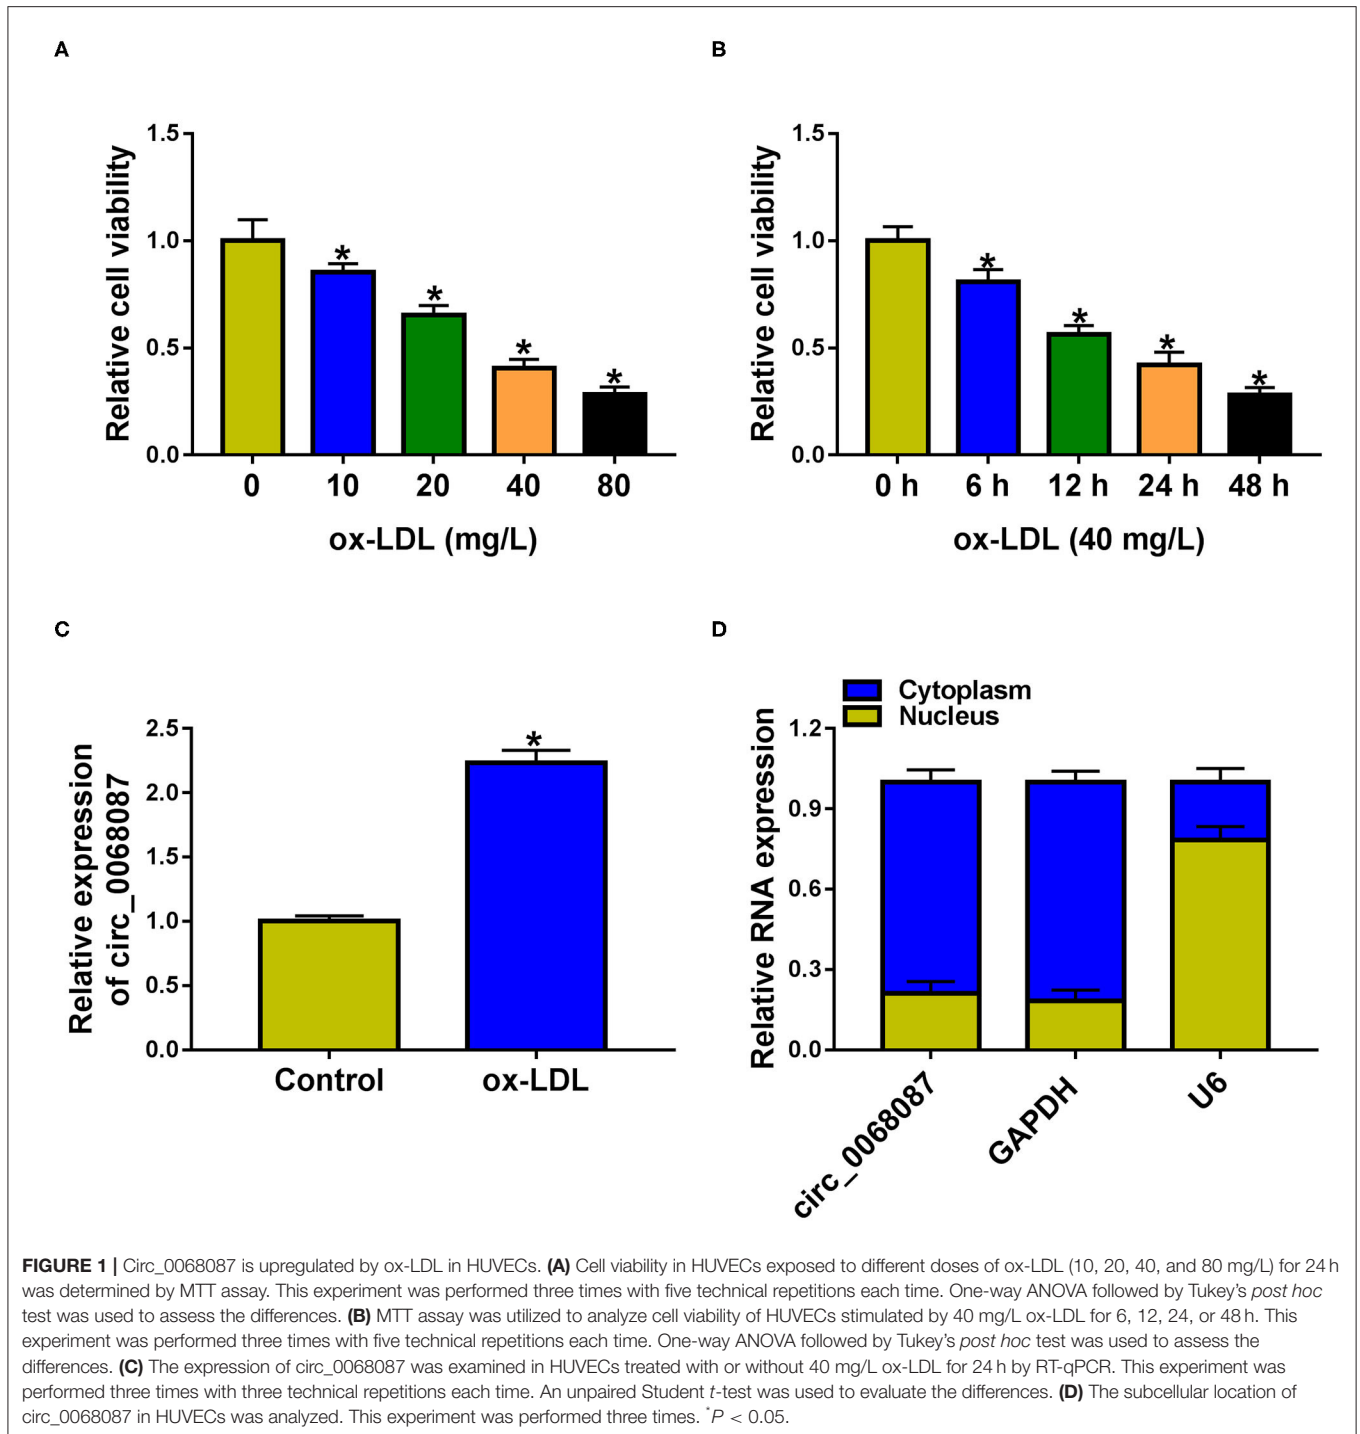 A
Relative cell viability
1.5
1.0
0.5
0.0
*
*
*
*
0 10 20 40 80
ox-LDL (mg/L)
B
Relative cell viability
1.5
1.0
0.5
0.0
*
*
*
*
0 h 6 h 12 h 24 h 48 h
ox-LDL (40 mg/L)
C
Relative expression
of circ_0068087
2.5
2.0
1.5
1.0
0.5
0.0
*
Control ox-LDL
D
Cytoplasm
Nucleus
Relative RNA expression
1.2
0.9
0.6
0.3
0.0
circ_0068087
GAPDH
U6
FIGURE 1 | Circ_0068087 is upregulated by ox-LDL in HUVECs. (A) Cell viability in HUVECs exposed to different doses of ox-LDL (10, 20, 40, and 80 mg/L) for 24 h
was determined by MTT assay. This experiment was performed three times with five technical repetitions each time. One-way ANOVA followed by Tukey's post hoc
test was used to assess the differences. (B) MTT assay was utilized to analyze cell viability of HUVECs stimulated by 40 mg/L ox-LDL for 6, 12, 24, or 48 h. This
experiment was performed three times with five technical repetitions each time. One-way ANOVA followed by Tukey's post hoc test was used to assess the
differences. (C) The expression of circ_0068087 was examined in HUVECs treated with or without 40 mg/L ox-LDL for 24 h by RT-qPCR. This experiment was
performed three times with three technical repetitions each time. An unpaired Student t-test was used to evaluate the differences. (D) The subcellular location of
circ_0068087 in HUVECs was analyzed. This experiment was performed three times. *P < 0.05.